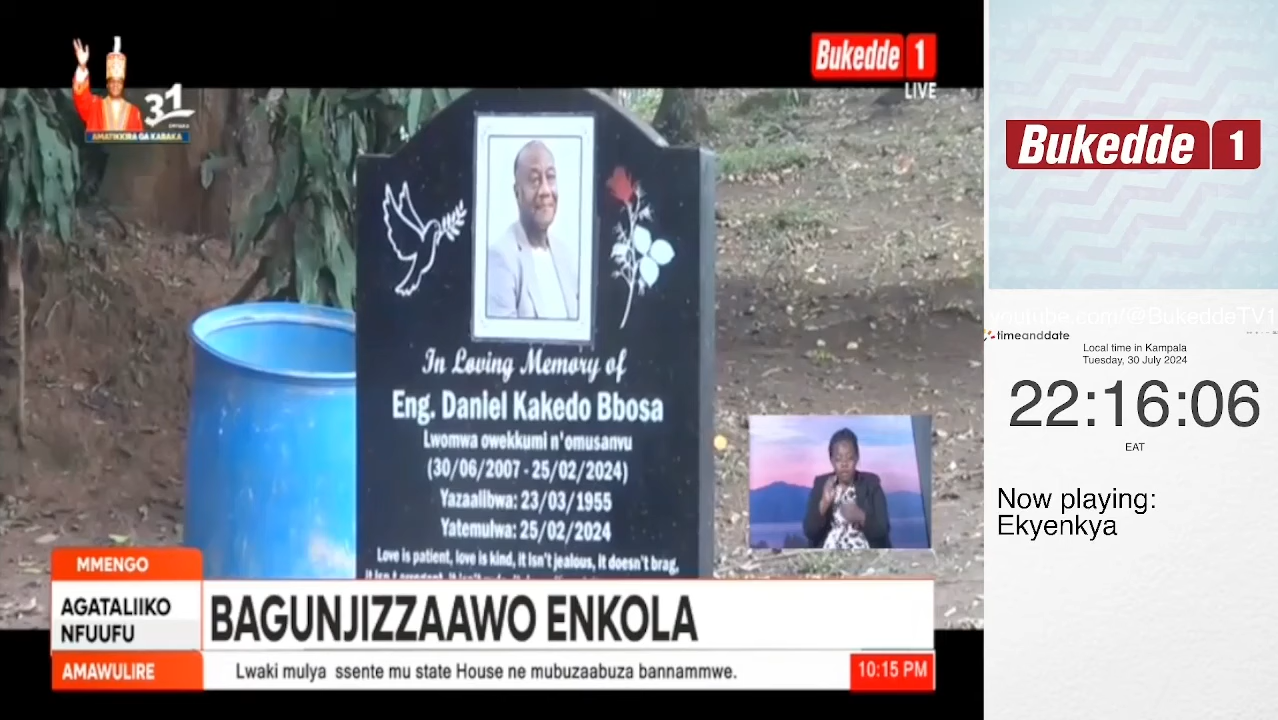 31
AMATIKKIRA GA KABAKA
Bukedde 1
LIVE
In Loving Memory of
Eng. Daniel Kakedo Bbosa
Lwomwa owekkumi n'omusanvu
(30/06/2007 - 25/02/2024)
Yazaalibwa: 23/03/1955
Yatemulwa: 25/02/2024
Love is patient, love is kind, it isn't jealous, it doesn't brag,
MMENGO
AGATALIIKO
NFUUFU
BAGUNJIZZAAWO ENKOLA
AMAWULIRE
Lwaki mulya ssente mu state House ne mubuzaabuza bannammwe.
10:15 PM
Bukedde 1
youtube.com/@BukeddeTV1
timeanddate
Local time in Kampala
Tuesday, 30 July 2024
22:16:06
EAT
Now playing:
Ekyenkya